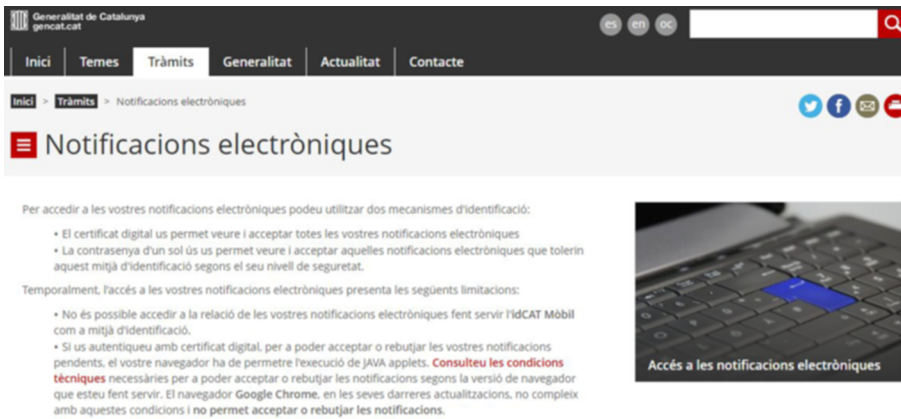 Generalitat de Catalunya
gencat.cat
es en oc
Inici Temes Tràmits Generalitat Actualitat Contacte
Inici > Tràmits > Notificacions electròniques
Notificacions electròniques
Per accedir a les vostres notificacions electròniques podeu utilitzar dos mecanismes d'identificació:
• El certificat digital us permet veure i acceptar totes les vostres notificacions electròniques
• La contrasenya d'un sol ús us permet veure i acceptar aquelles notificacions electròniques que tolerin
aquest mitjà d'identificació segons el seu nivell de seguretat.
Temporalment, l'accés a les vostres notificacions electròniques presenta les següents limitacions:
• No és possible accedir a la relació de les vostres notificacions electròniques fent servir l'idCAT Mòbil
com a mitjà d'identificació.
• Si us autentiqueu amb certificat digital, per a poder acceptar o rebutjar les vostres notificacions
pendents, el vostre navegador ha de permetre l'execució de JAVA applets. Consulteu les condicions
tècniques necessàries per a poder acceptar o rebutjar les notificacions segons la versió de navegador
que esteu fent servir. El navegador Google Chrome, en les seves darreres actualitzacions, no compleix
amb aquestes condicions i no permet acceptar o rebutjar les notificacions.
Accés a les notificacions electròniques